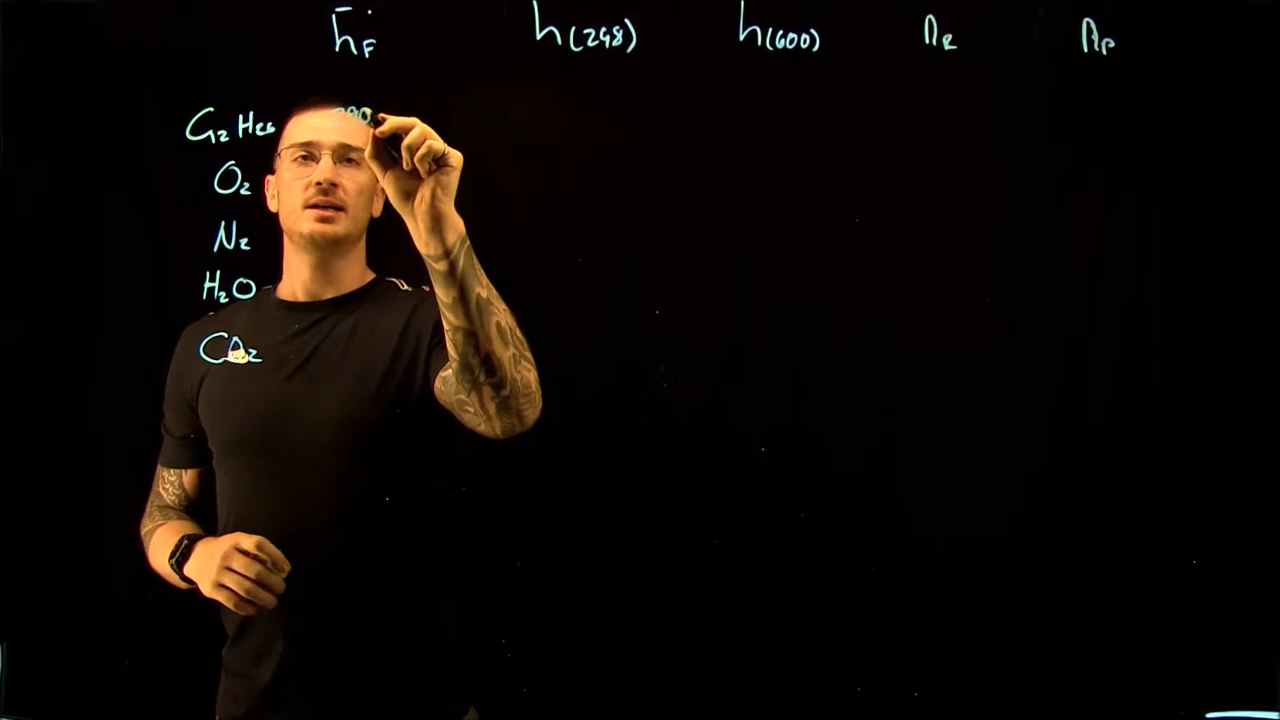 h̄°F h(298) h(600) nR nP
C12H26
O2
N2
H2O
CO2